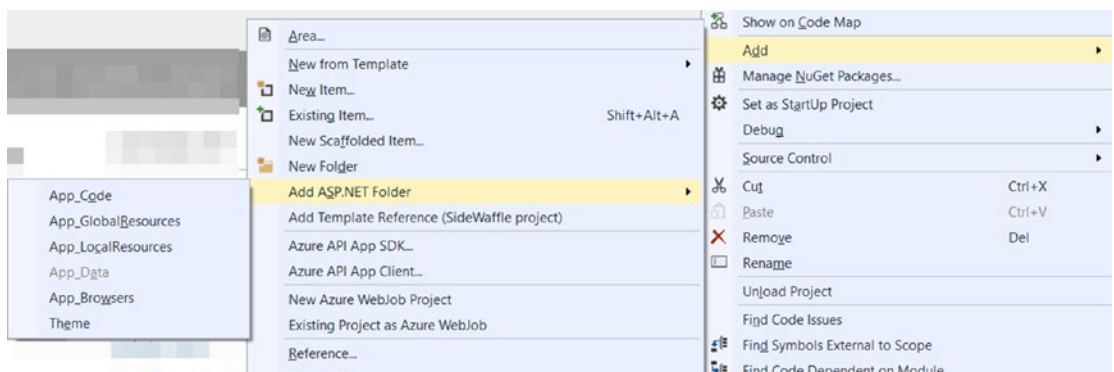 Show on Code Map
Add
Manage NuGet Packages...
Set as StartUp Project
Debug
Source Control
Cut Ctrl+X
Paste Ctrl+V
Remove Del
Rename
Unload Project
Find Code Issues
Find Symbols External to Scope
Find Code Dependent on Module
Area...
New from Template
New Item...
Existing Item... Shift+Alt+A
New Scaffolded Item...
New Folder
Add ASP.NET Folder
Add Template Reference (SideWaffle project)
Azure API App SDK...
Azure API App Client...
New Azure WebJob Project
Existing Project as Azure WebJob
Reference...
App_Code
App_GlobalResources
App_LocalResources
App_Data
App_Browsers
Theme